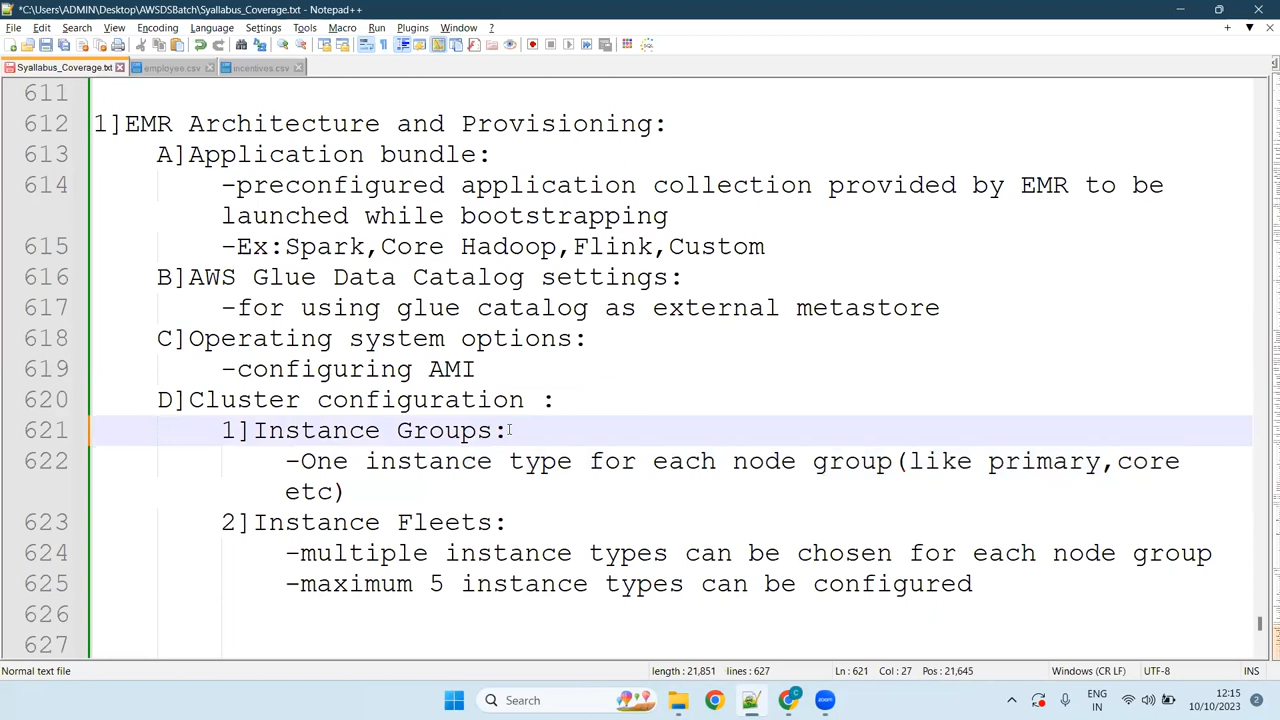 *C:\Users\ADMIN\Desktop\AWSDSBatch\Syallabus_Coverage.txt - Notepad++
File Edit Search View Encoding Language Settings Tools Macro Run Plugins Window ?
Syallabus_Coverage.txt employee.csv incentives.csv
611
612 1]EMR Architecture and Provisioning:
613 A]Application bundle:
614 -preconfigured application collection provided by EMR to be
launched while bootstrapping
615 -Ex:Spark,Core Hadoop,Flink,Custom
616 B]AWS Glue Data Catalog settings:
617 -for using glue catalog as external metastore
618 C]Operating system options:
619 -configuring AMI
620 D]Cluster configuration :
621 1]Instance Groups:
622 -One instance type for each node group(like primary,core
etc)
623 2]Instance Fleets:
624 -multiple instance types can be chosen for each node group
625 -maximum 5 instance types can be configured
626
627
Normal text file length : 21,851 lines : 627 Ln : 621 Col : 27 Pos : 21,645 Windows (CR LF) UTF-8 INS
Search zoom ENG IN 12:15 10/10/2023 2